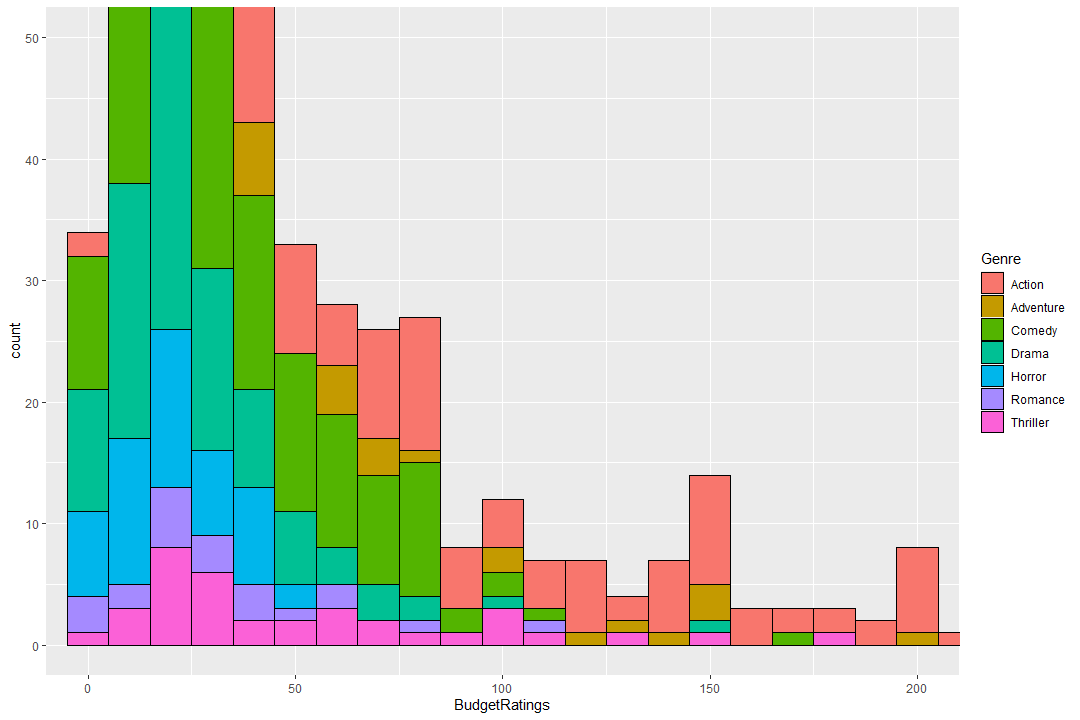 50
40
30
20
10
0
count
0 50 100 150 200
BudgetRatings
Genre
Action
Adventure
Comedy
Drama
Horror
Romance
Thriller